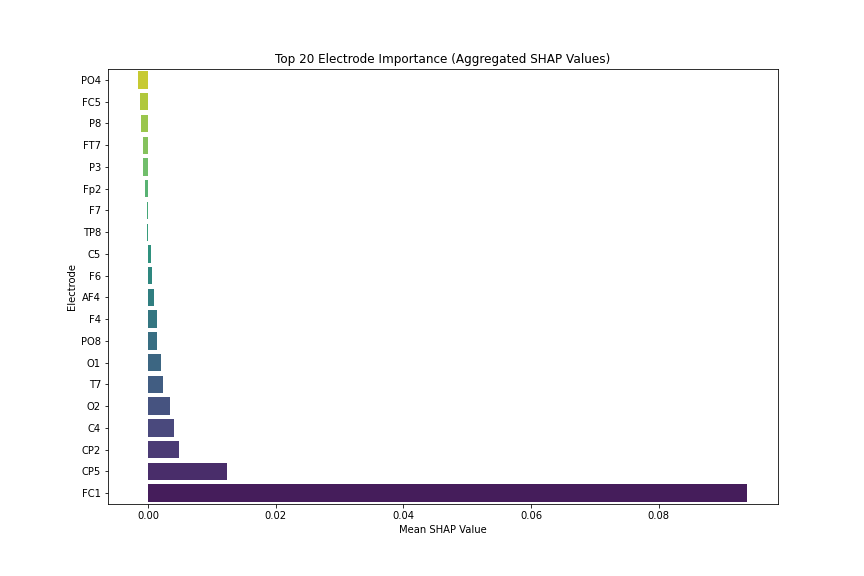 Top 20 Electrode Importance (Aggregated SHAP Values)
Electrode
PO4
FC5
P8
FT7
P3
Fp2
F7
TP8
C5
F6
AF4
F4
PO8
O1
T7
O2
C4
CP2
CP5
FC1
0.00 0.02 0.04 0.06 0.08
Mean SHAP Value